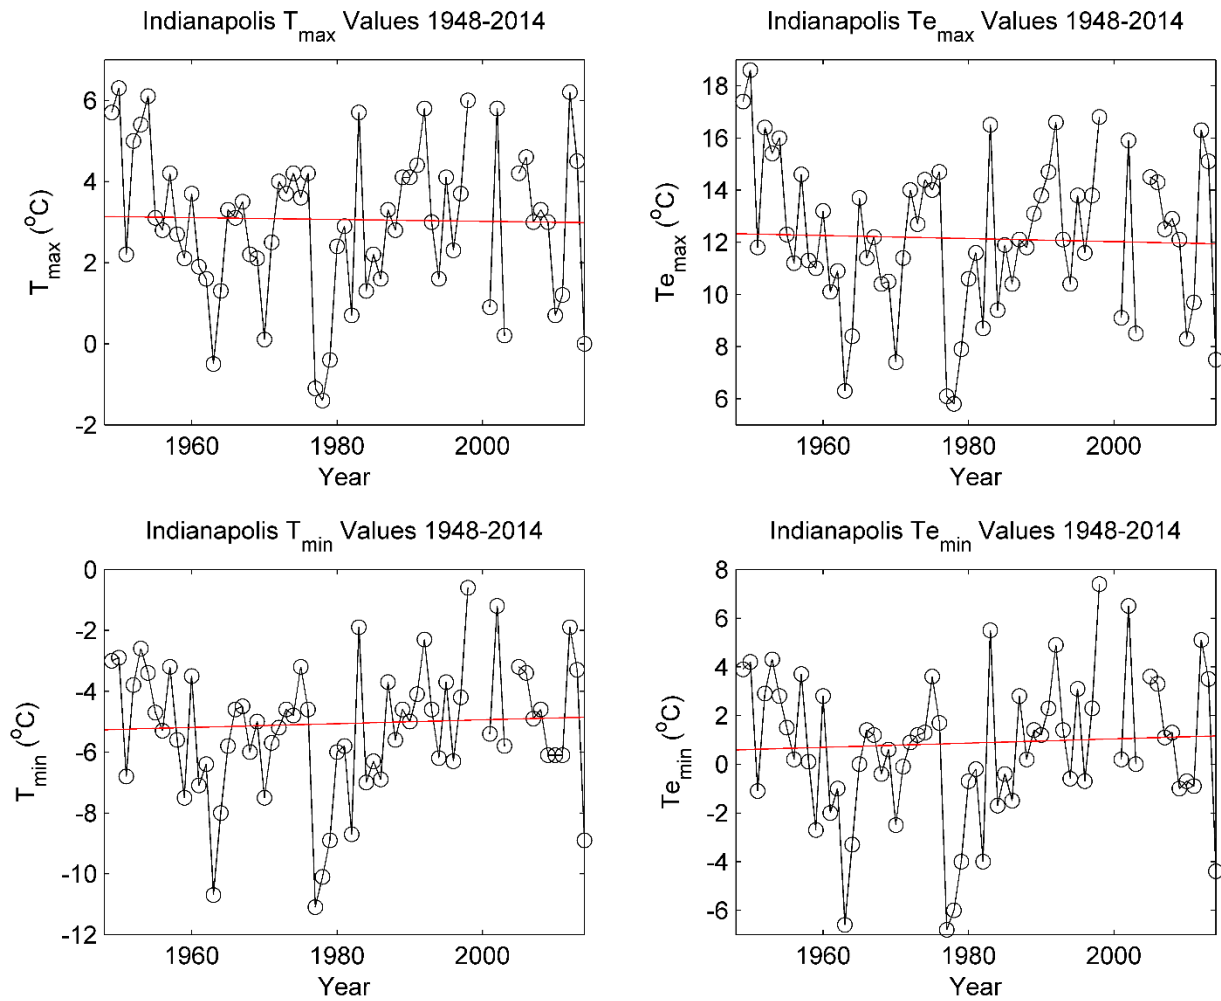 Indianapolis Tmax Values 1948-2014
Tmax (oC)
6
4
2
0
-2
1960 1980 2000
Year
Indianapolis Temax Values 1948-2014
Temax (oC)
18
16
14
12
10
8
6
1960 1980 2000
Year
Indianapolis Tmin Values 1948-2014
Tmin (oC)
0
-2
-4
-6
-8
-10
-12
1960 1980 2000
Year
Indianapolis Temin Values 1948-2014
Temin (oC)
8
6
4
2
0
-2
-4
-6
1960 1980 2000
Year